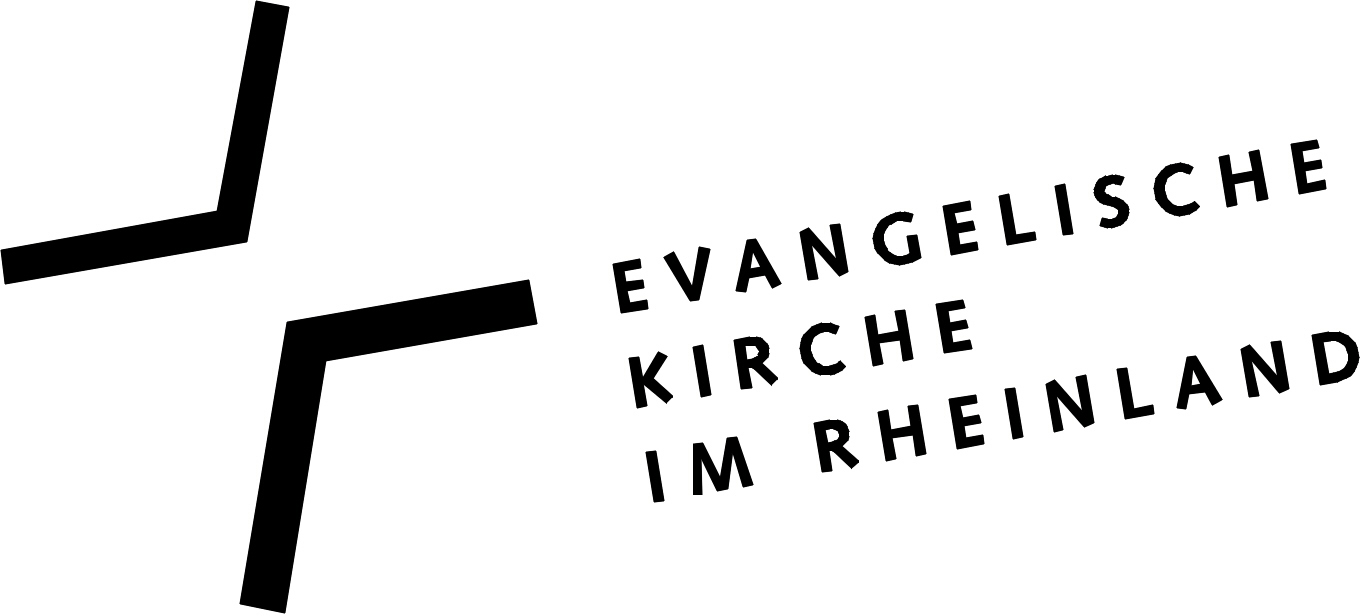 EVANGELISCHE
KIRCHE
IM RHEINLAND